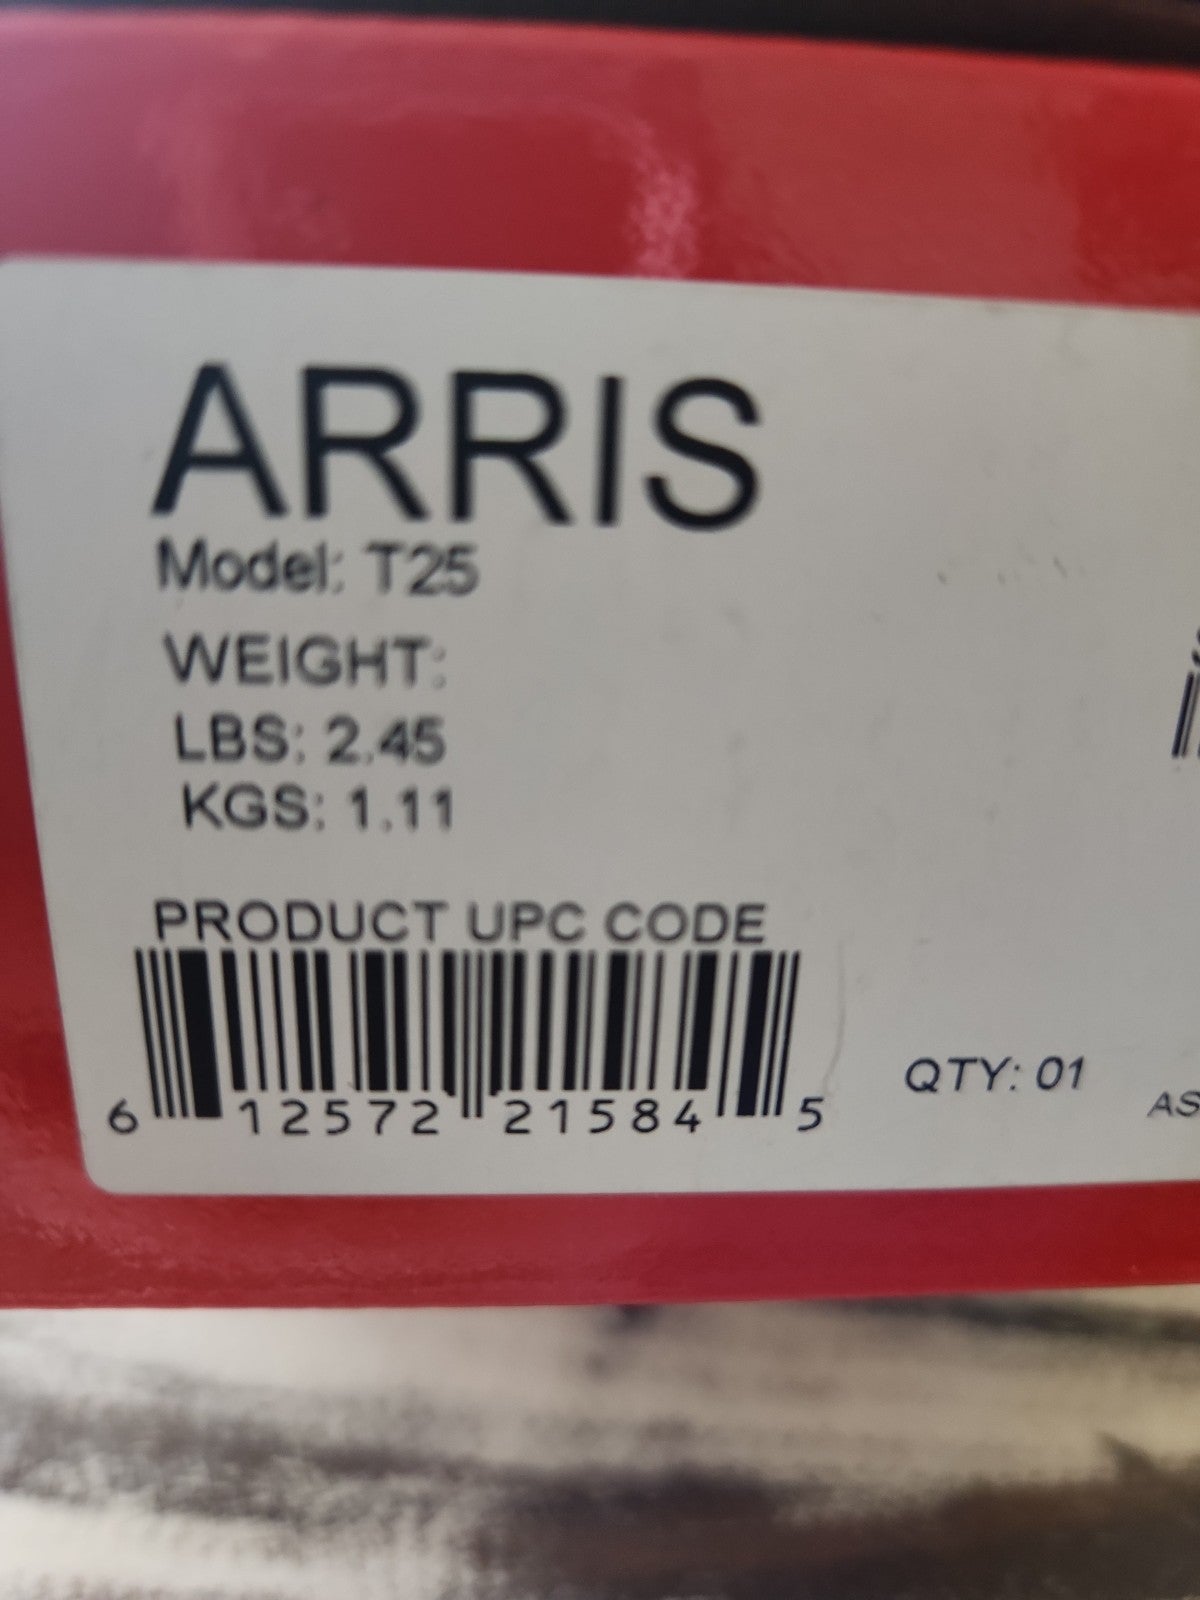 ARRIS
Model: T25
WEIGHT:
LBS: 2.45
KGS: 1.11
PRODUCT UPC CODE
6 12572 21584 5
QTY: 01